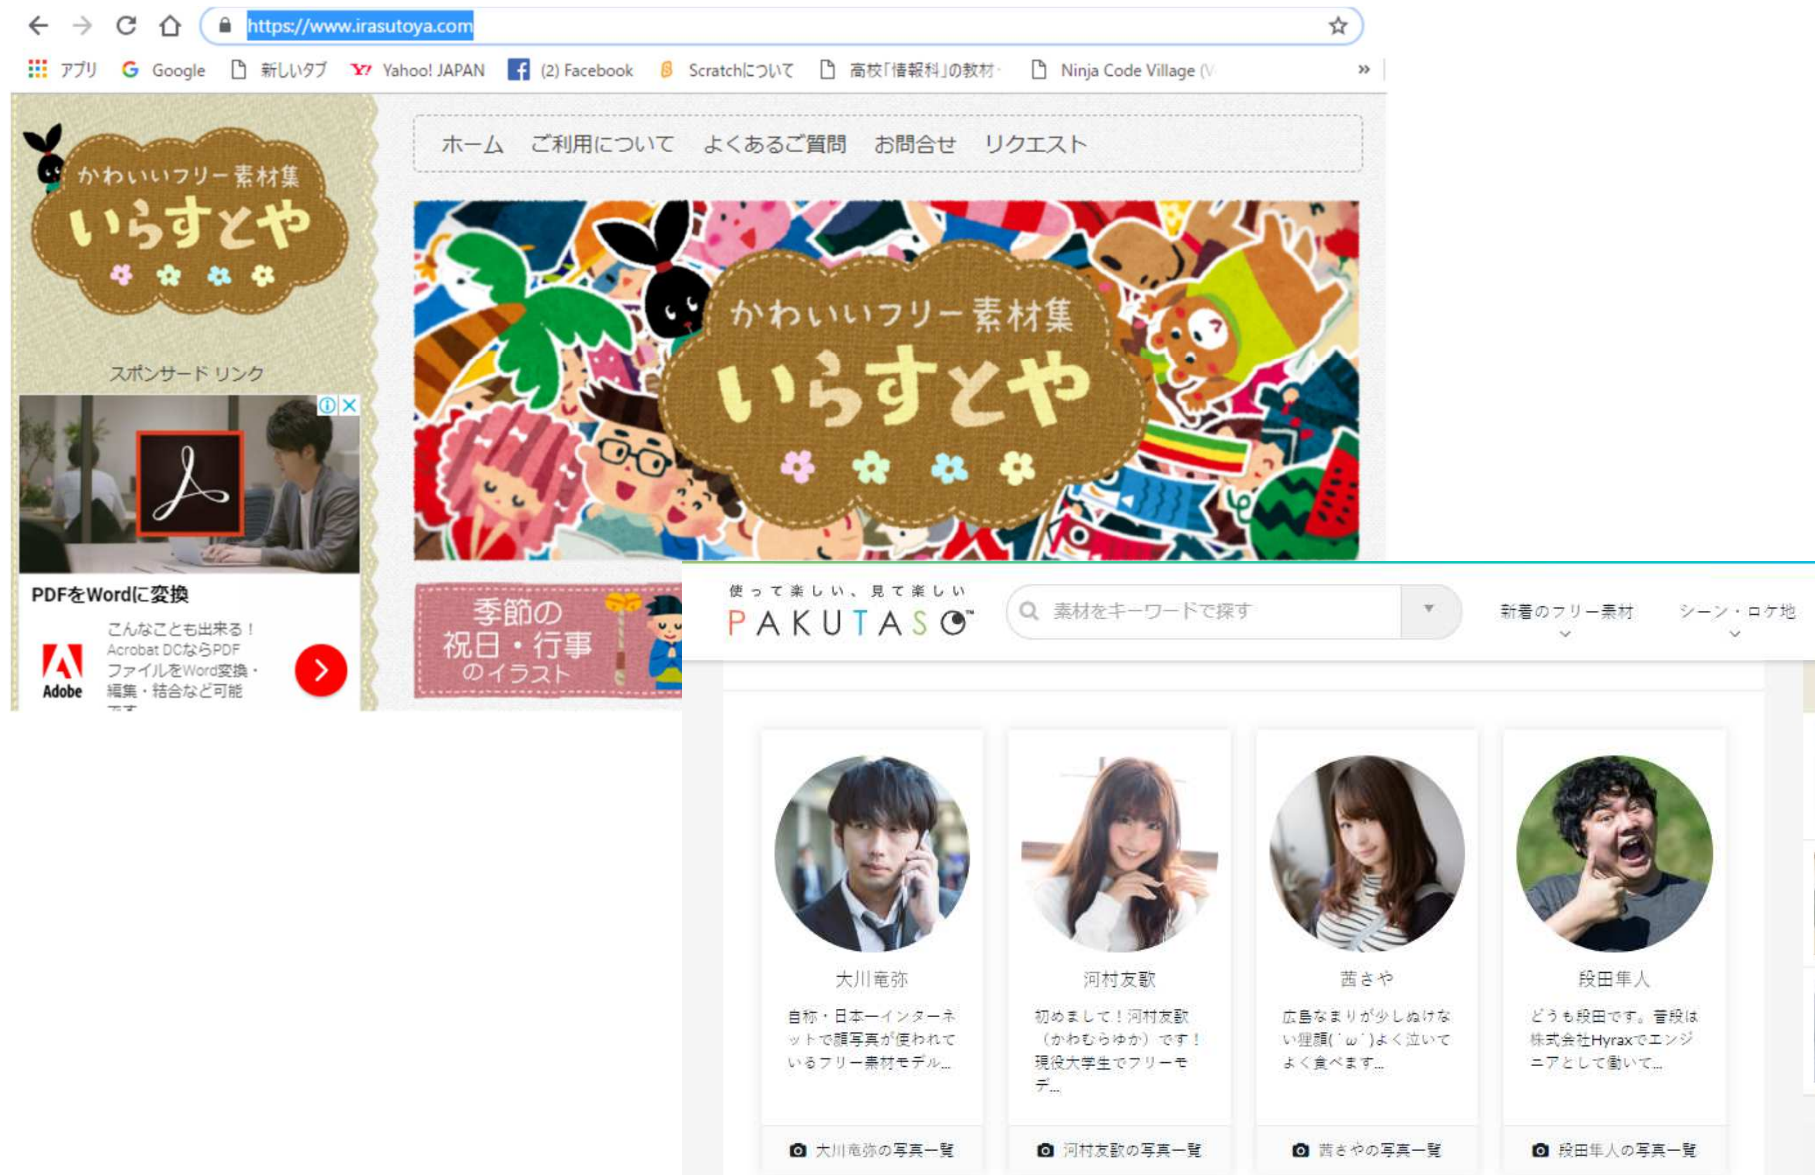 https://www.irasutoya.com
アプリ Google 新しいタブ Yahoo! JAPAN (2) Facebook Scratchについて 高校「情報科」の教材・ Ninja Code Village
かわいいフリー素材集
いらすとや
ホーム ご利用について よくあるご質問 お問合せ リクエスト
かわいいフリー素材集
いらすとや
スポンサード リンク
PDFをWordに変換
こんなことも出来る!
Acrobat DCならPDF
ファイルをWord変換・
編集・結合など可能
です
Adobe
季節の
祝日・行事
のイラスト
使って楽しい、見て楽しい
PAKUTASO™
素材をキーワードで探す
新着のフリー素材 シーン・ロケ地
大川竜弥
自称・日本一インターネ
ットで顔写真が使われて
いるフリー素材モデル...
大川竜弥の写真一覧
河村友歌
初めまして!河村友歌
(かわむらゆか)です!
現役大学生でフリーモ
デ...
河村友歌の写真一覧
茜さや
広島なまりが少しぬけな
い狸顔(´ω`)よく泣いて
よく食べます...
茜さやの写真一覧
段田隼人
どうも段田です。普段は
株式会社Hyraxでエンジ
ニアとして働いて...
段田隼人の写真一覧